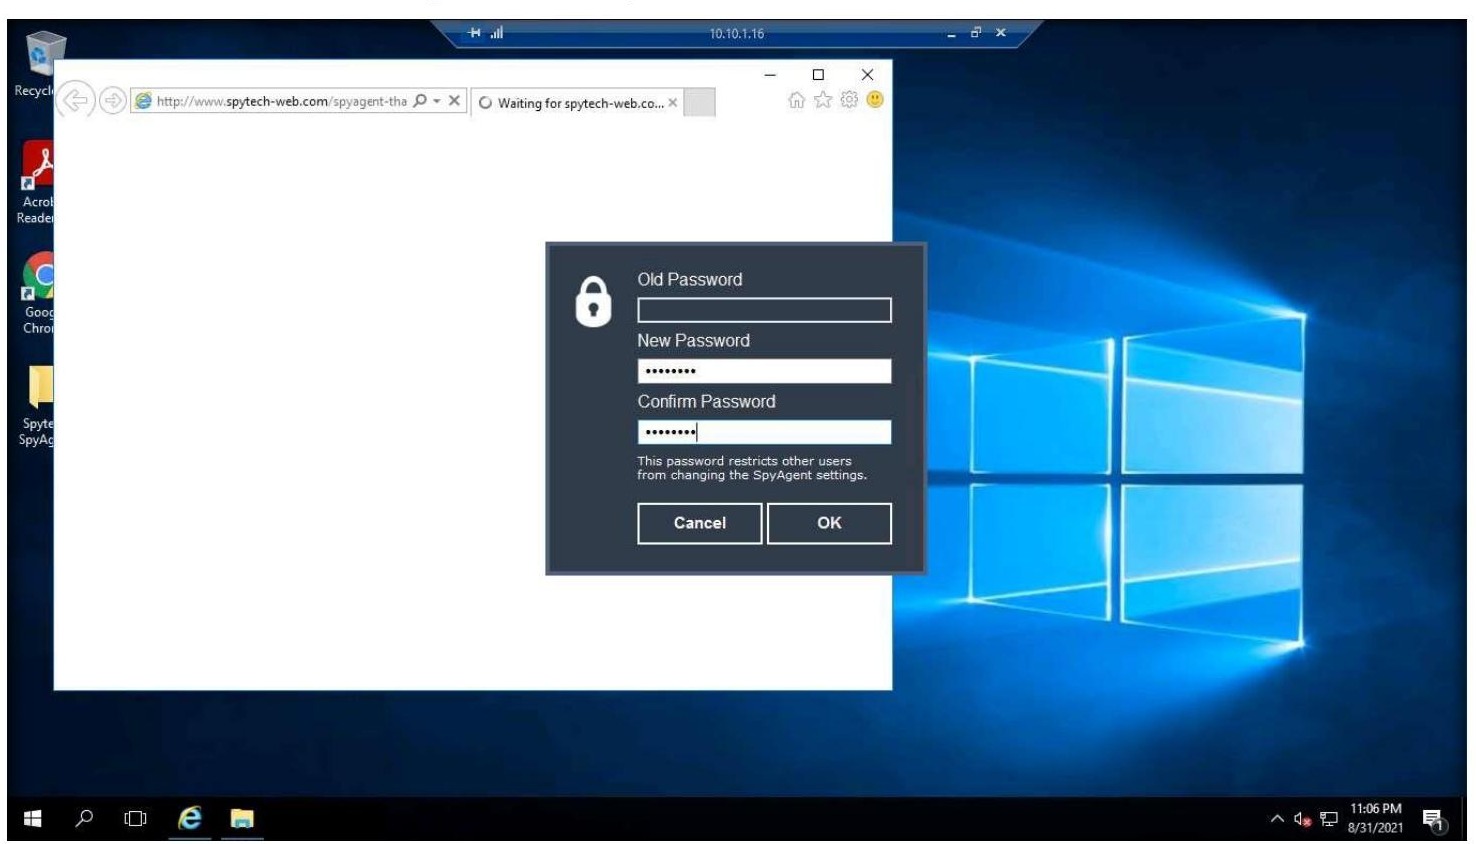 10.10.1.16
Recycl
http://www.spytech-web.com/spyagent-tha
Waiting for spytech-web.co...
Acrob
Reader
Goog
Chro
Spyte
SpyAg
Old Password
New Password
••••••••
Confirm Password
••••••••
This password restricts other users
from changing the SpyAgent settings.
Cancel
OK
11:06 PM
8/31/2021
1